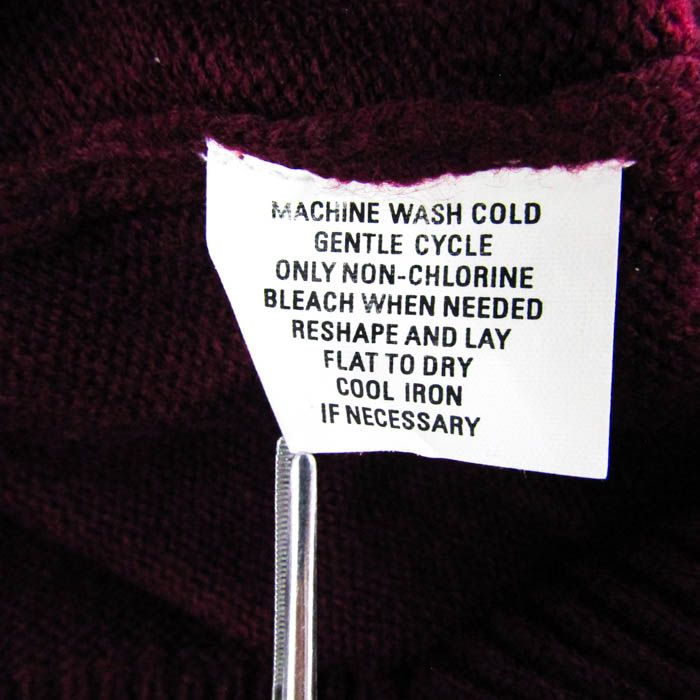 MACHINE WASH COLD
GENTLE CYCLE
ONLY NON-CHLORINE
BLEACH WHEN NEEDED
RESHAPE AND LAY
FLAT TO DRY
COOL IRON
IF NECESSARY